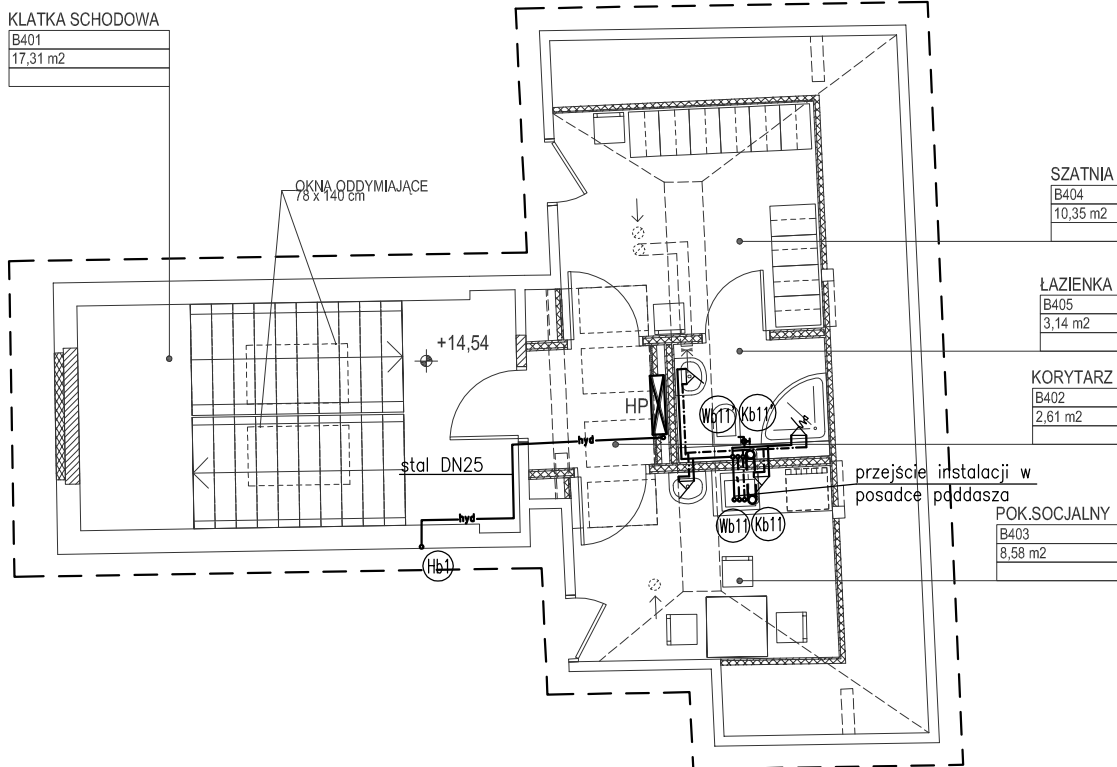 KLATKA SCHODOWA
B401
17,31 m2
OKNA ODDYMIAJĄCE
78 x 140 cm
SZATNIA
B404
10,35 m2
ŁAZIENKA
B405
3,14 m2
+14,54
KORYTARZ
B402
2,61 m2
HP
Wb11'
Kb11'
hyd
stal DN25
przejście instalacji w
posadce poddasza
hyd
Wb11
Kb11
POK.SOCJALNY
B403
8,58 m2
Hb1